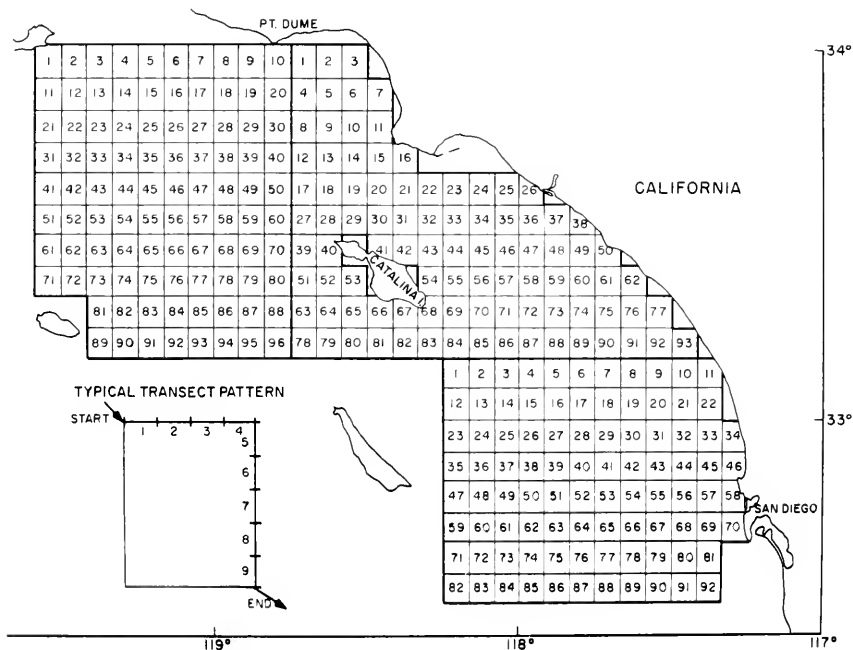 PT. DUME
34°
1 2 3 4 5 6 7 8 9 10 1 2 3
11 12 13 14 15 16 17 18 19 20 4 5 6 7
21 22 23 24 25 26 27 28 29 30 8 9 10 11
31 32 33 34 35 36 37 38 39 40 12 13 14 15 16
41 42 43 44 45 46 47 48 49 50 17 18 19 20 21 22 23 24 25 26
CALIFORNIA
51 52 53 54 55 56 57 58 59 60 27 28 29 30 31 32 33 34 35 36 37 38
61 62 63 64 65 66 67 68 69 70 39 40 41 42 43 44 45 46 47 48 49 50
CATALINA I.
71 72 73 74 75 76 77 78 79 80 51 52 53 54 55 56 57 58 59 60 61 62
81 82 83 84 85 86 87 88 63 64 65 66 67 68 69 70 71 72 73 74 75 76 77
89 90 91 92 93 94 95 96 78 79 80 81 82 83 84 85 86 87 88 89 90 91 92 93
1 2 3 4 5 6 7 8 9 10 11
12 13 14 15 16 17 18 19 20 21 22
33°
23 24 25 26 27 28 29 30 31 32 33 34
35 36 37 38 39 40 41 42 43 44 45 46
47 48 49 50 51 52 53 54 55 56 57 58
SAN DIEGO
59 60 61 62 63 64 65 66 67 68 69 70
71 72 73 74 75 76 77 78 79 80 81
82 83 84 85 86 87 88 89 90 91 92
TYPICAL TRANSECT PATTERN
START
1 2 3 4
5
6
7
8
9
END
119° 118° 117°